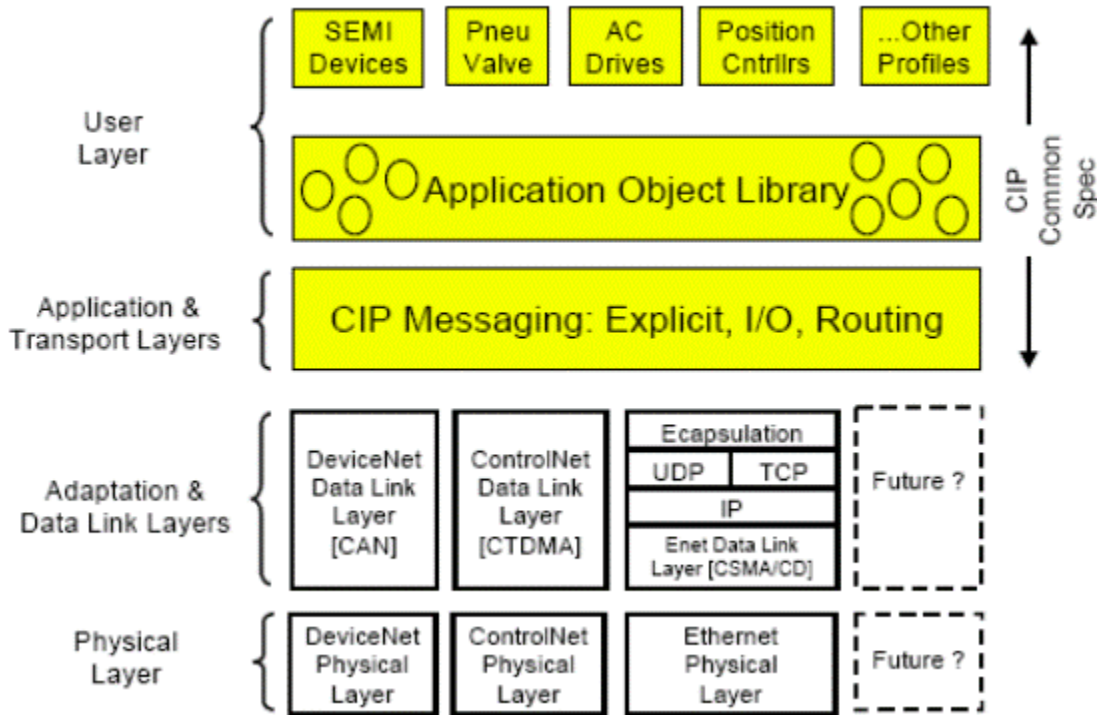 SEMI
Devices
Pneu
Valve
AC
Drives
Position
Cntrllrs
...Other
Profiles
User
Layer
Application Object Library
CIP
Common
Spec
Application &
Transport Layers
CIP Messaging: Explicit, I/O, Routing
Adaptation &
Data Link Layers
DeviceNet
Data Link
Layer
[CAN]
ControlNet
Data Link
Layer
[CTDMA]
Ecapsulation
UDP
TCP
IP
Enet Data Link
Layer [CSMA/CD]
Future ?
Physical
Layer
DeviceNet
Physical
Layer
ControlNet
Physical
Layer
Ethernet
Physical
Layer
Future ?